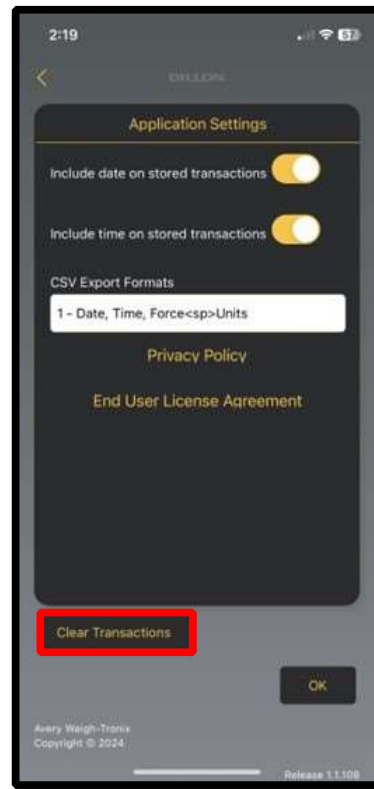 2:19
57
DILLON
Application Settings
Include date on stored transactions
Include time on stored transactions
CSV Export Formats
1 - Date, Time, Force<sp>Units
Privacy Policy
End User License Agreement
Clear Transactions
OK
Avery Weigh-Tronix
Copyright © 2024
Release 1.1.108